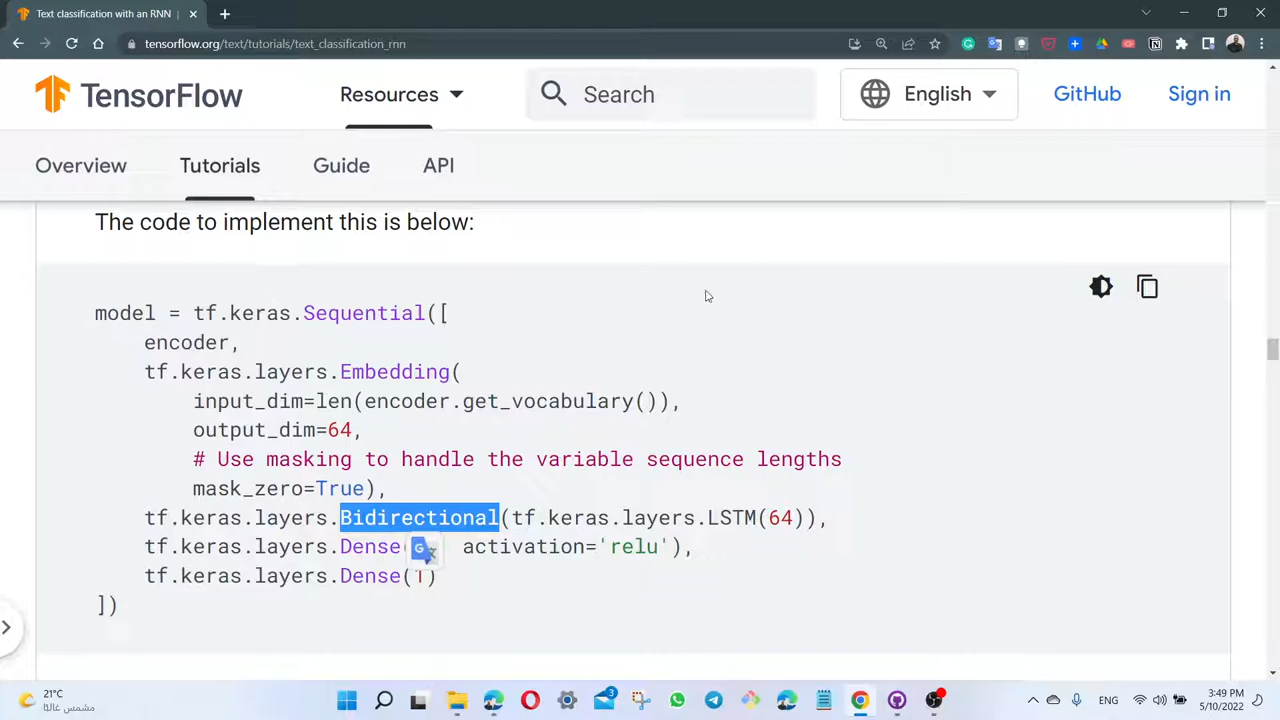 Text classification with an RNN |
tensorflow.org/text/tutorials/text_classification_rnn
TensorFlow
Resources
Search
English
GitHub
Sign in
Overview
Tutorials
Guide
API
The code to implement this is below:
model = tf.keras.Sequential([
encoder,
tf.keras.layers.Embedding(
input_dim=len(encoder.get_vocabulary()),
output_dim=64,
# Use masking to handle the variable sequence lengths
mask_zero=True),
tf.keras.layers.Bidirectional(tf.keras.layers.LSTM(64)),
tf.keras.layers.Dense( activation='relu'),
tf.keras.layers.Dense(1)
])
21°C
مشمس غالبًا
3
ENG
3:49 PM
5/10/2022